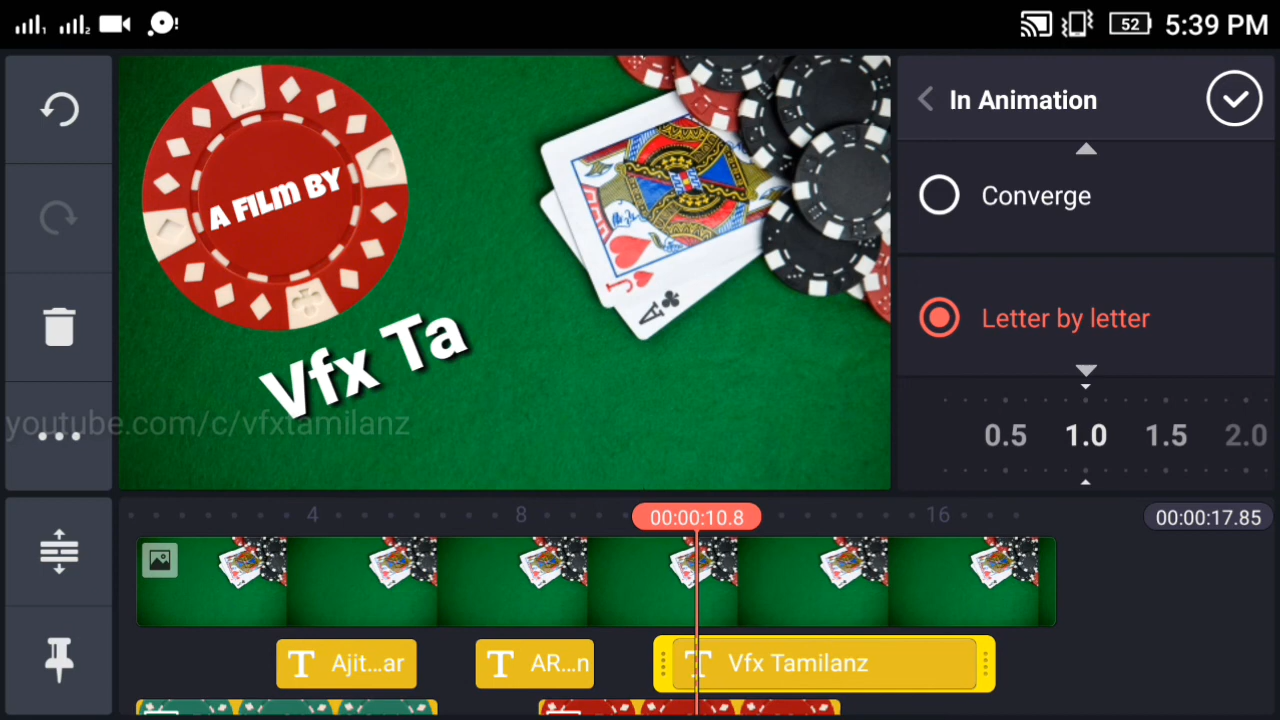 52 5:39 PM
In Animation
Converge
Letter by letter
0.5 1.0 1.5 2.0
A FILM BY
Vfx Ta
J
A
youtube.com/c/vfxtamilanz
4 8 00:00:10.8 16 00:00:17.85
T Ajit...ar T AR...n T Vfx Tamilanz